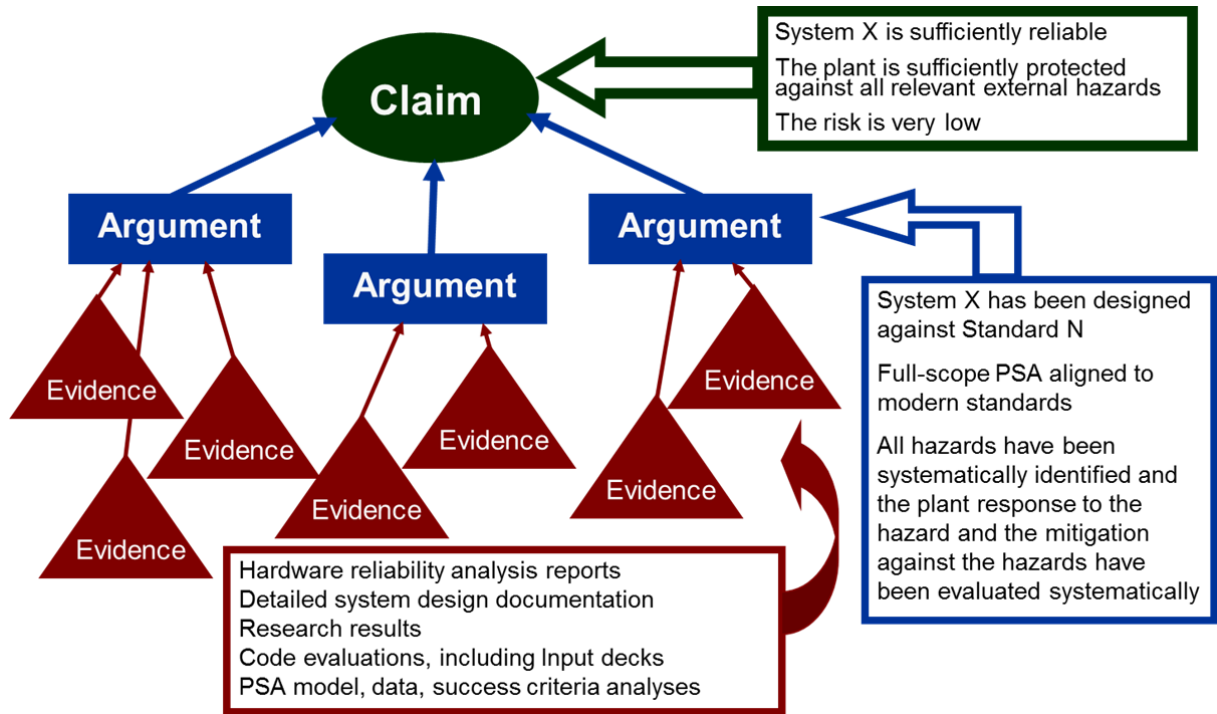 System X is sufficiently reliable
The plant is sufficiently protected
against all relevant external hazards
The risk is very low
Claim
Argument
Argument
Argument
Evidence
Evidence
Evidence
Evidence
Evidence
Evidence
Evidence
System X has been designed
against Standard N
Full-scope PSA aligned to
modern standards
All hazards have been
systematically identified and
the plant response to the
hazard and the mitigation
against the hazards have
been evaluated systematically
Hardware reliability analysis reports
Detailed system design documentation
Research results
Code evaluations, including Input decks
PSA model, data, success criteria analyses